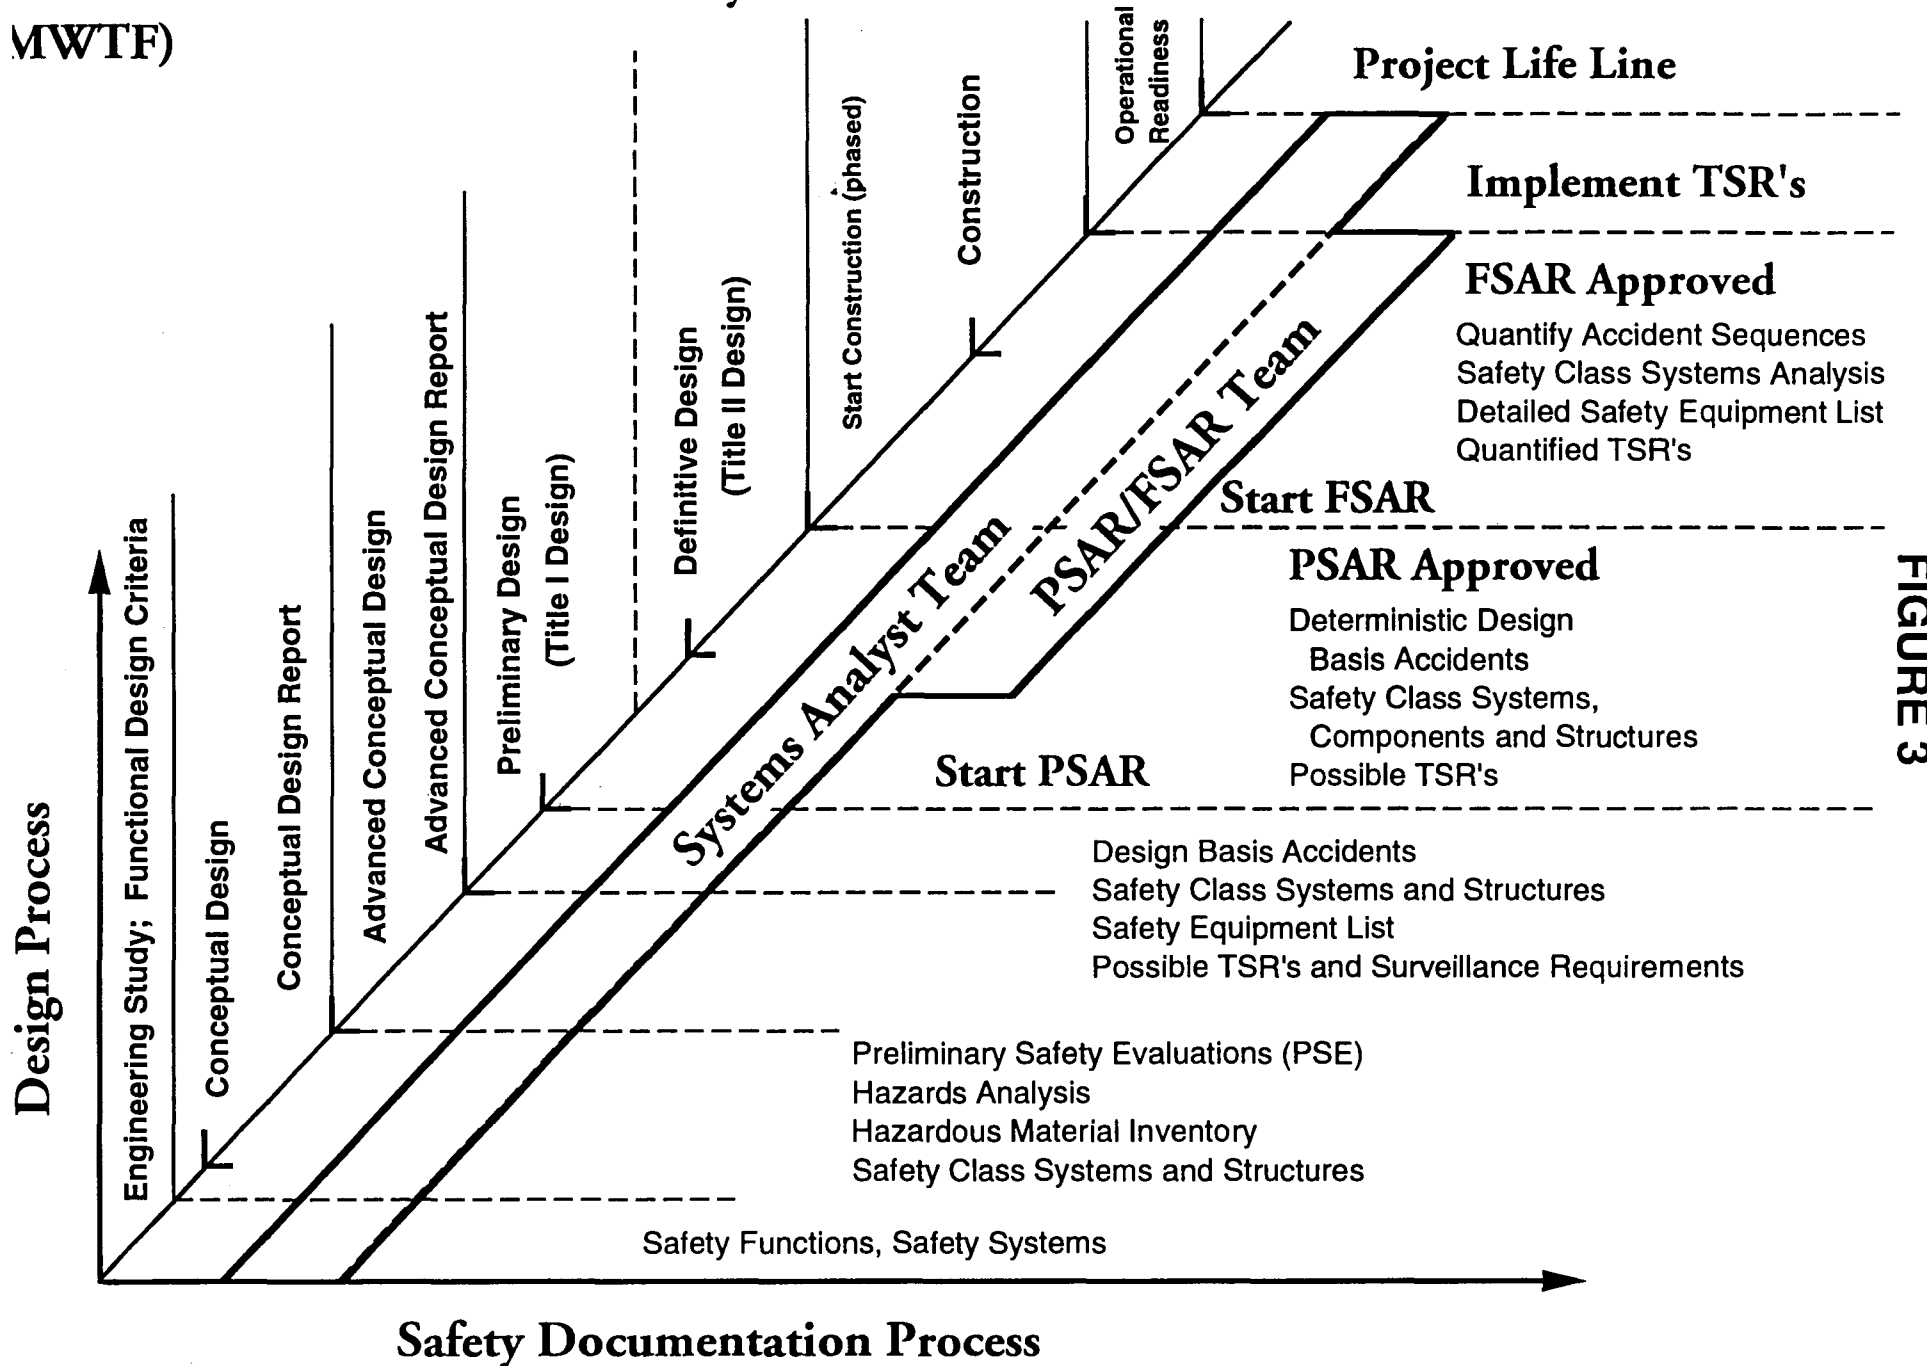 MWTF)
Project Life Line
Operational
Readiness
Implement TSR's
Construction
Start Construction (phased)
FSAR Approved
Quantify Accident Sequences
Safety Class Systems Analysis
Detailed Safety Equipment List
Quantified TSR's
Definitive Design
(Title II Design)
Start FSAR
PSAR/FSAR Team
Systems Analyst Team
PSAR Approved
Deterministic Design
Basis Accidents
Safety Class Systems,
Components and Structures
Possible TSR's
FIGURE 3
Preliminary Design
(Title I Design)
Advanced Conceptual Design Report
Advanced Conceptual Design
Start PSAR
Design Basis Accidents
Safety Class Systems and Structures
Safety Equipment List
Possible TSR's and Surveillance Requirements
Conceptual Design Report
Conceptual Design
Engineering Study; Functional Design Criteria
Design Process
Preliminary Safety Evaluations (PSE)
Hazards Analysis
Hazardous Material Inventory
Safety Class Systems and Structures
Safety Functions, Safety Systems
Safety Documentation Process